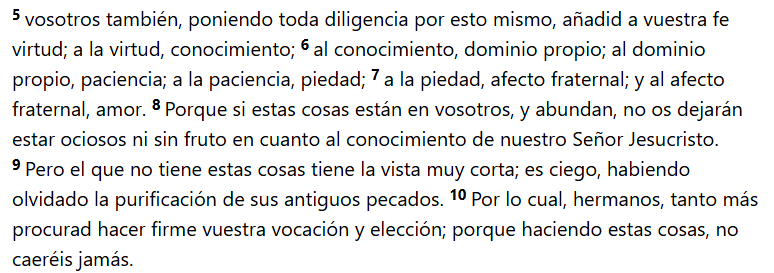 5 vosotros también, poniendo toda diligencia por esto mismo, añadid a vuestra fe
virtud; a la virtud, conocimiento; 6 al conocimiento, dominio propio; al dominio
propio, paciencia; a la paciencia, piedad; 7 a la piedad, afecto fraternal; y al afecto
fraternal, amor. 8 Porque si estas cosas están en vosotros, y abundan, no os dejarán
estar ociosos ni sin fruto en cuanto al conocimiento de nuestro Señor Jesucristo.
9 Pero el que no tiene estas cosas tiene la vista muy corta; es ciego, habiendo
olvidado la purificación de sus antiguos pecados. 10 Por lo cual, hermanos, tanto más
procurad hacer firme vuestra vocación y elección; porque haciendo estas cosas, no
caeréis jamás.